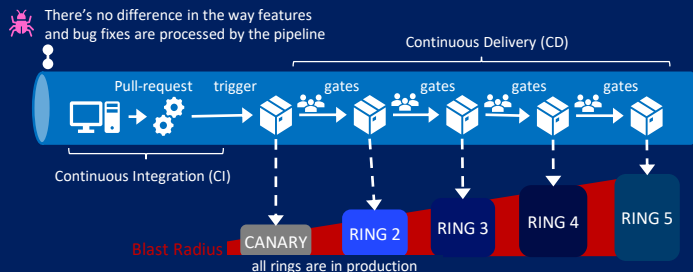 There's no difference in the way features
and bug fixes are processed by the pipeline
Continuous Delivery (CD)
Pull-request
trigger
gates
gates
gates
gates
Continuous Integration (CI)
Blast Radius
CANARY
RING 2
RING 3
RING 4
RING 5
all rings are in production